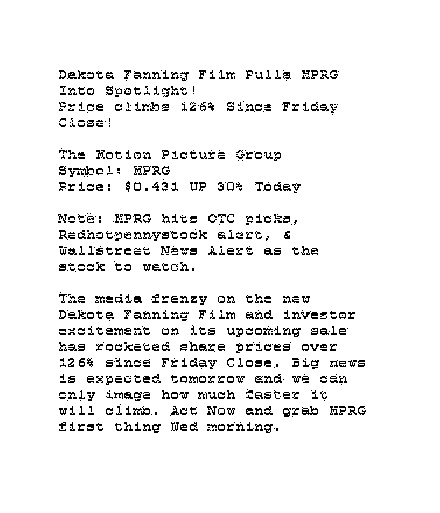 Dakota Fanning Film Pulls MPRG
Into Spotlight!
Price climbs 126% Since Friday
Close!
The Motion Picture Group
Symbol: MPRG
Price: $0.431 UP 30% Today
Note: MPRG hits OTC picks,
Redhotpennystock alert, &
Wallstreet News Alert as the
stock to watch.
The media frenzy on the new
Dakota Fanning Film and investor
excitement on its upcoming sale
has rocketed share prices over
126% since Friday Close. Big news
is expected tomorrow and we can
only image how much faster it
will climb. Act Now and grab MPRG
first thing Wed morning.